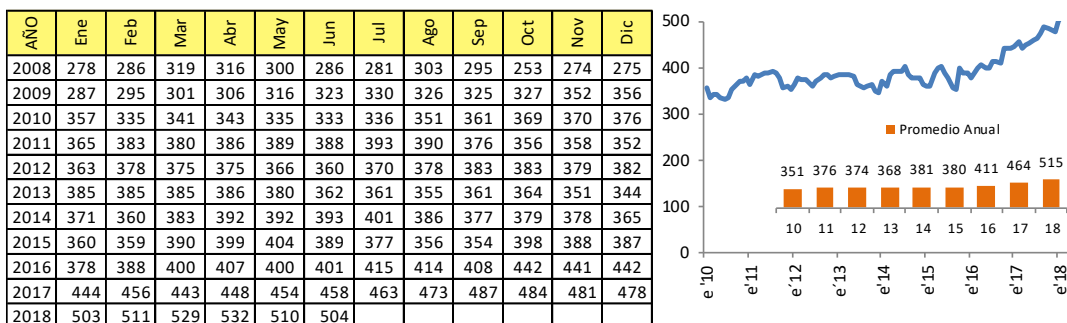 AÑO Ene Feb Mar Abr May Jun Jul Ago Sep Oct Nov Dic
2008 278 286 319 316 300 286 281 303 295 253 274 275
2009 287 295 301 306 316 323 330 326 325 327 352 356
2010 357 335 341 343 335 333 336 351 361 369 370 376
2011 365 383 380 386 389 388 393 390 376 356 358 352
2012 363 378 375 375 366 360 370 378 383 383 379 382
2013 385 385 385 386 380 362 361 355 361 364 351 344
2014 371 360 383 392 392 393 401 386 377 379 378 365
2015 360 359 390 399 404 389 377 356 354 398 388 387
2016 378 388 400 407 400 401 415 414 408 442 441 442
2017 444 456 443 448 454 458 463 473 487 484 481 478
2018 503 511 529 532 510 504
500
400
300
200
100
0
Promedio Anual
351 376 374 368 381 380 411 464 515
10 11 12 13 14 15 16 17 18
e '10 e'11 e´12 e'13 e'14 e'15 e'16 e'17 e'18